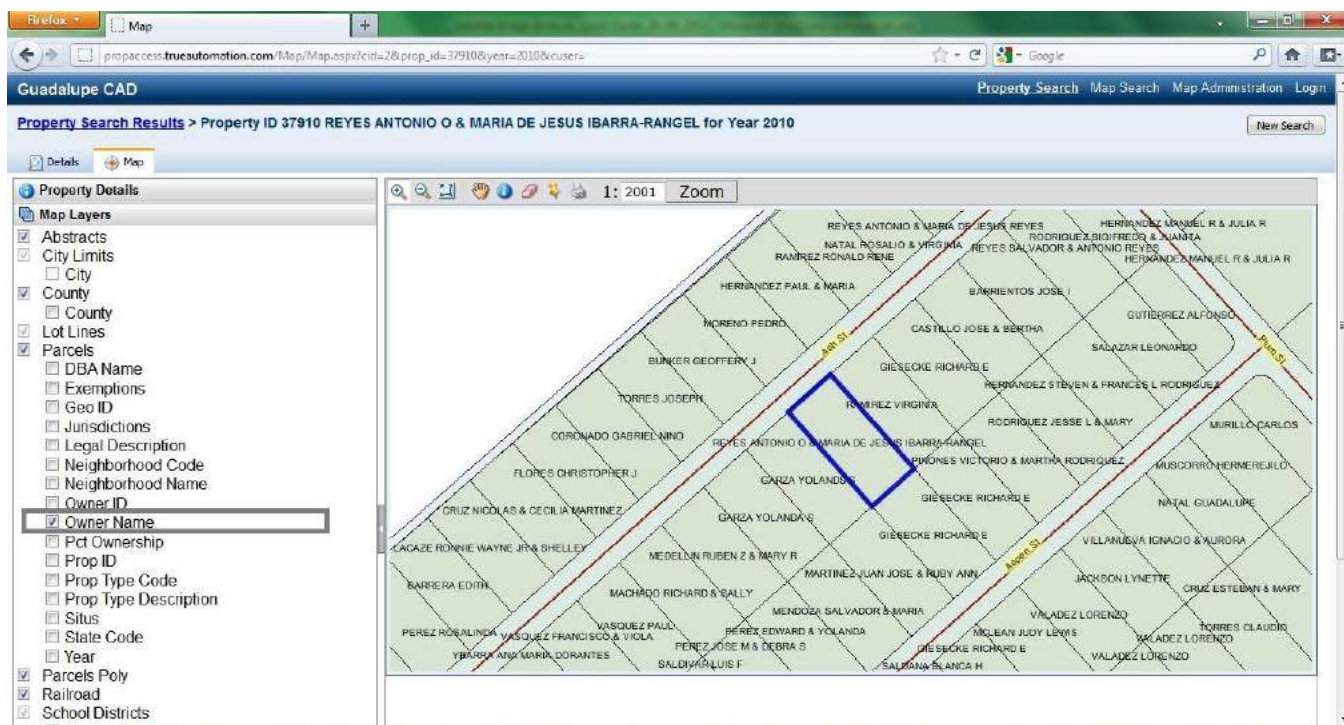 Firefox
Map
propaccess.trueautomation.com/Map/Map.aspx?cid=2&prop_id=37910&year=2010&cuser=
Google
Guadalupe CAD
Property Search Map Search Map Administration Login
Property Search Results > Property ID 37910 REYES ANTONIO O & MARIA DE JESUS IBARRA-RANGEL for Year 2010
New Search
Details Map
Property Details
1: 2001 Zoom
Map Layers
Abstracts
City Limits
City
County
County
Lot Lines
Parcels
DBA Name
Exemptions
Geo ID
Jurisdictions
Legal Description
Neighborhood Code
Neighborhood Name
Owner ID
Owner Name
Pct Ownership
Prop ID
Prop Type Code
Prop Type Description
Situs
State Code
Year
Parcels Poly
Railroad
School Districts
REYES ANTONIO & MARIA DE JESUS REYES
HERNANDEZ MANUEL R & JULIA R
RODRIGUEZ SIGIFREDO & JUANITA
NATAL ROSALIO & VIRGINIA
REYES SALVADOR & ANTONIO REYES
RAMIREZ RONALD RENE
HERNANDEZ MANUEL R & JULIA R
HERNANDEZ PAUL & MARIA
BARRIENTOS JOSE I
MORENO PEDRO
GUTIERREZ ALFONSO
CASTILLO JOSE & BERTHA
Ash St
Plum St
SALAZAR LEONARDO
BUNKER GEOFFERY J
GIESECKE RICHARD E
HERNANDEZ STEVEN & FRANCES L RODRIGUEZ
TORRES JOSEPH
RAMIREZ VIRGINIA
RODRIGUEZ JESSE L & MARY
MURILLO CARLOS
CORONADO GABRIEL NINO
REYES ANTONIO O & MARIA DE JESUS IBARRA-RANGEL
PINONES VICTORIO & MARTHA RODRIQUEZ
MUSCORRO HERMEREJILO
FLORES CHRISTOPHER J
GARZA YOLANDA S
GIESECKE RICHARD E
NATAL GUADALUPE
CRUZ NICOLAS & CECILIA MARTINEZ
GARZA YOLANDA S
GIESECKE RICHARD E
VILLANUEVA IGNACIO & AURORA
LACAZE RONNIE WAYNE JR & SHELLEY
MEDELLIN RUBEN Z & MARY R
Aspen St
MARTINEZ JUAN JOSE & RUBY ANN
JACKSON LYNETTE
BARRERA EDITH
MACHADO RICHARD & SALLY
CRUZ ESTEBAN & MARY
MENDOZA SALVADOR & MARIA
VALADEZ LORENZO
VASQUEZ PAUL
PEREZ EDWARD & YOLANDA
MCLEAN JUDY LEWIS
TORRES CLAUDIO
PEREZ ROSALINDA
VASQUEZ FRANCISCO & VIOLA
VALADEZ LORENZO
PEREZ JOSE M & DEBRA S
GIESECKE RICHARD E
YBARRA ANA MARIA DORANTES
SALDIVAR LUIS F
SALDANA BLANCA H
VALADEZ LORENZO